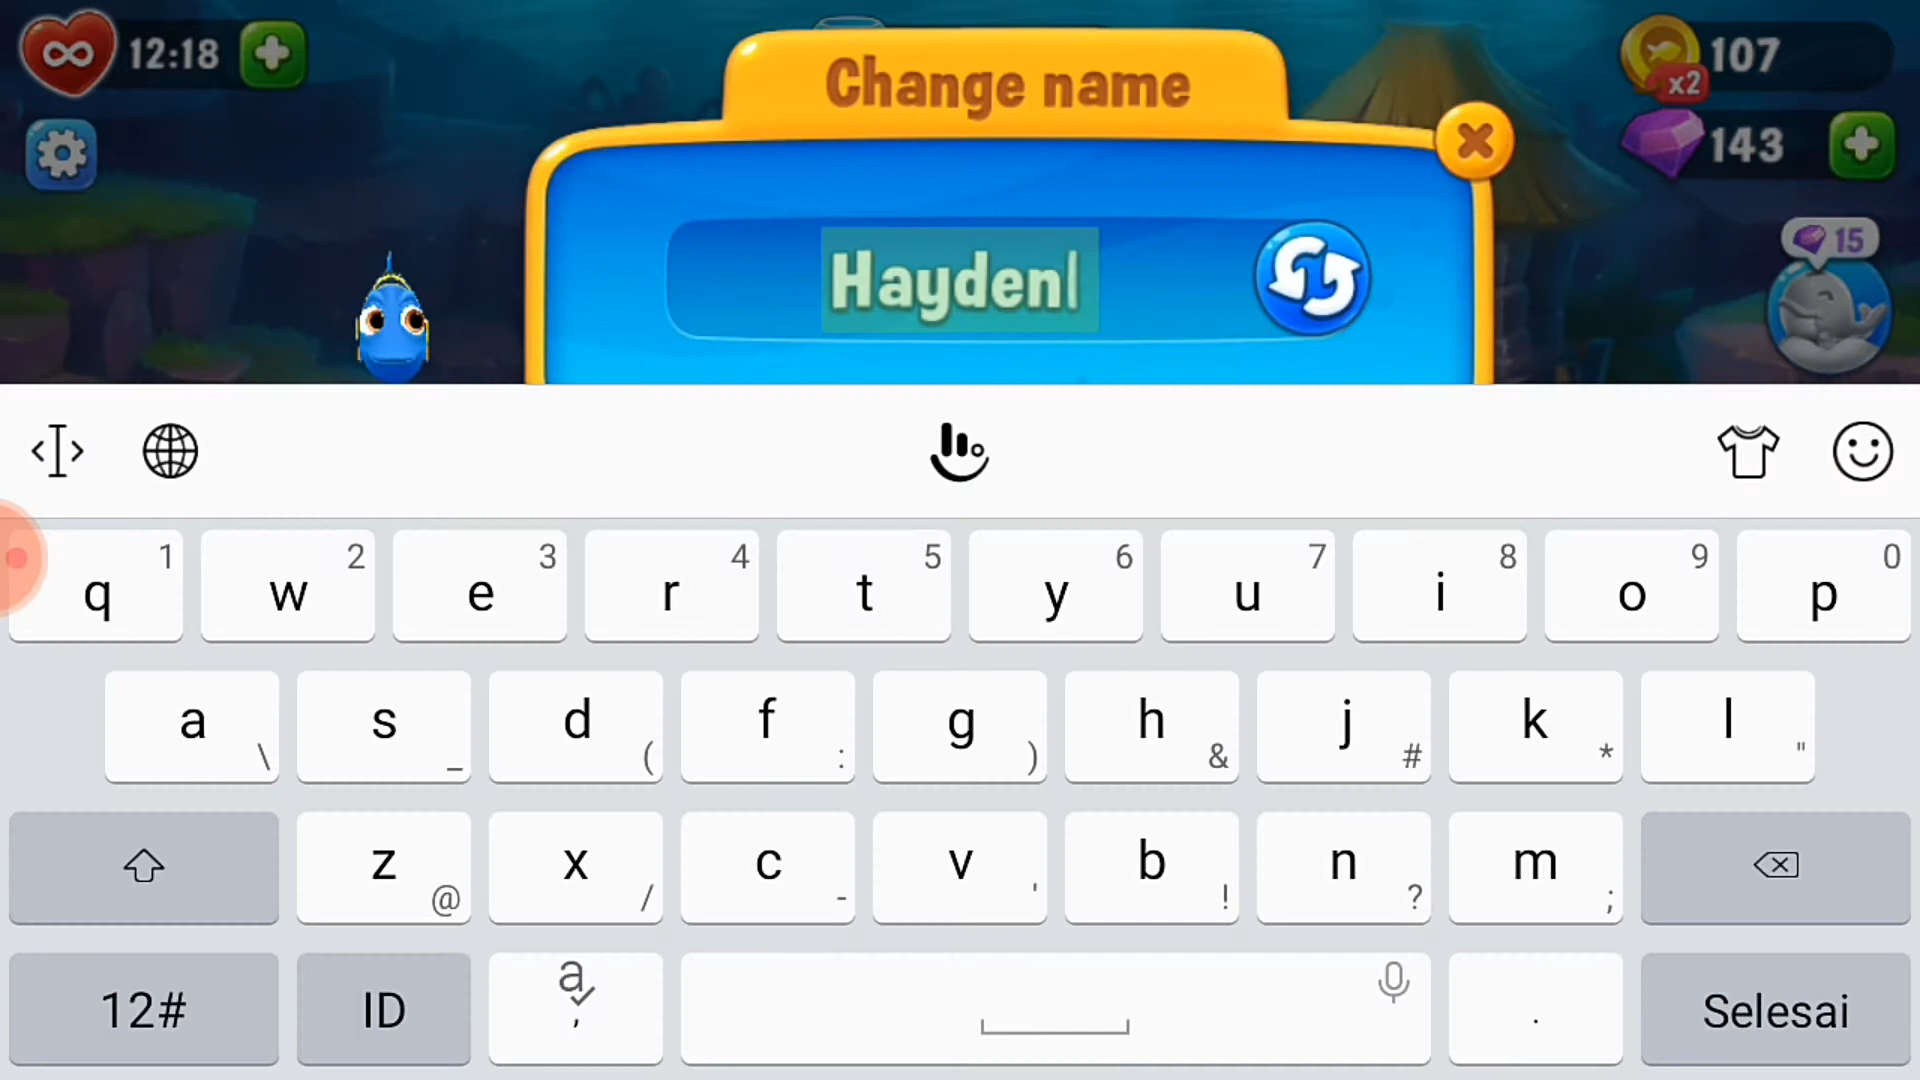 12:18
Change name
107
x2
143
15
Hayden
1 2 3 4 5 6 7 8 9 0
q w e r t y u i o p
a s d f g h j k l
\ _ ( : ) & # * "
z x c v b n m
@ / - ' ! ? ;
12# ID a , . Selesai